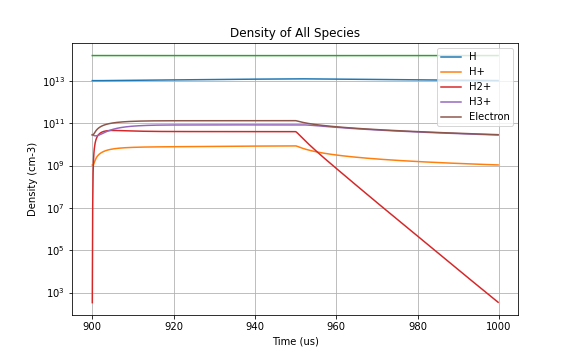 Density of All Species
H
H+
H2+
H3+
Electron
10^13
10^11
10^9
10^7
10^5
10^3
Density (cm-3)
900
920
940
960
980
1000
Time (us)